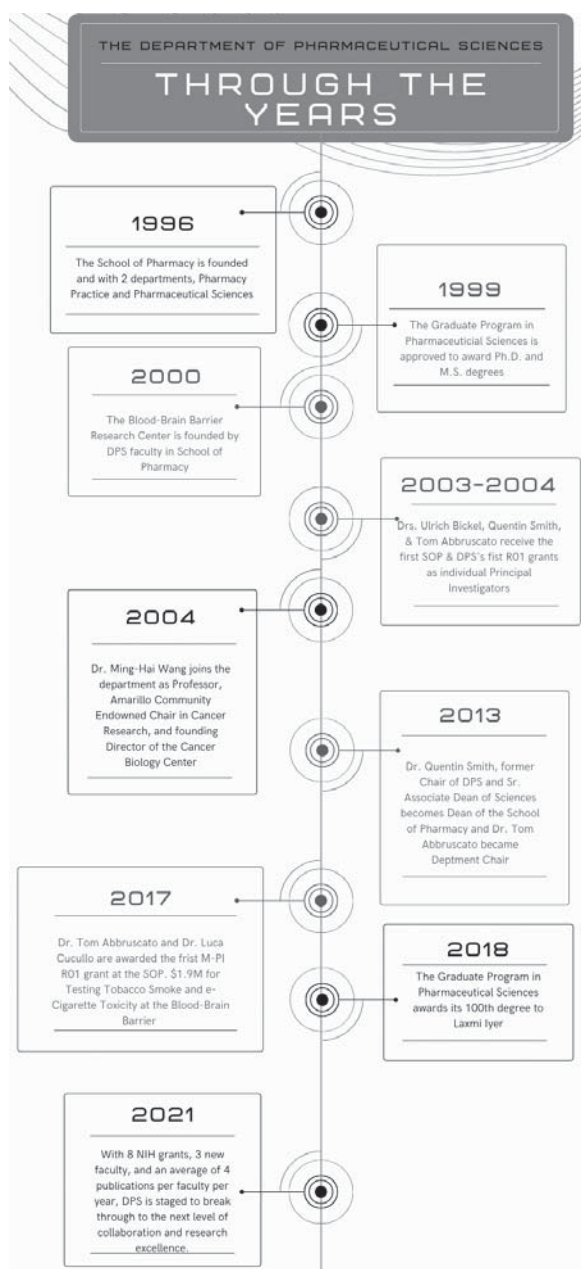 THE DEPARTMENT OF PHARMACEUTICAL SCIENCES
THROUGH THE
YEARS
1996
The School of Pharmacy is founded
and with 2 departments, Pharmacy
Practice and Pharmaceutical Sciences
1999
The Graduate Program in
Pharmaceuticial Sciences is
approved to award Ph.D. and
M.S. degrees
2000
The Blood-Brain Barrier
Research Center is founded by
DPS faculty in School of
Pharmacy
2003-2004
Drs. Ulrich Bickel, Quentin Smith,
& Tom Abbruscato receive the
first SOP & DPS's fist R01 grants
as individual Principal
Investigators
2004
Dr. Ming-Hai Wang joins the
department as Professor,
Amarillo Community
Endowned Chair in Cancer
Research, and founding
Director of the Cancer
Biology Center
2013
Dr. Quentin Smith, former
Chair of DPS and Sr.
Associate Dean of Sciences
becomes Dean of the School
of Pharmacy and Dr. Tom
Abbruscato became
Deptment Chair
2017
Dr. Tom Abbruscato and Dr. Luca
Cucullo are awarded the frist M-PI
R01 grant at the SOP. $1.9M for
Testing Tobacco Smoke and e-
Cigarette Toxicity at the Blood-Brain
Barrier
2018
The Graduate Program in
Pharmaceutical Sciences
awards its 100th degree to
Laxmi Iyer
2021
With 8 NIH grants, 3 new
faculty, and an average of 4
publications per faculty per
year, DPS is staged to break
through to the next level of
collaboration and research
excellence.